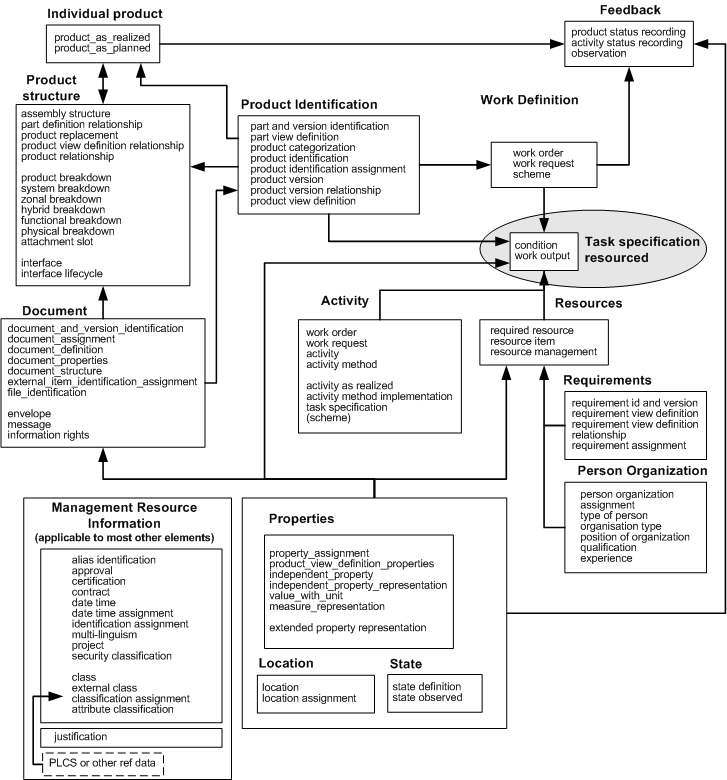 Individual product
product_as_realized
product_as_planned
Feedback
product status recording
activity status recording
observation
Product
structure
assembly structure
part definition relationship
product replacement
product view definition relationship
product relationship
product breakdown
system breakdown
zonal breakdown
hybrid breakdown
functional breakdown
physical breakdown
attachment slot
interface
interface lifecycle
Product Identification
part and version identification
part view definition
product categorization
product identification
product identification assignment
product version
product version relationship
product view definition
Work Definition
work order
work request
scheme
condition
work output
Task specification
resourced
Document
document_and_version_identification
document_assignment
document_definition
document_properties
document_structure
external_item_identification_assignment
file_identification
envelope
message
information rights
Activity
work order
work request
activity
activity method
activity as realized
activity method implementation
task specification
(scheme)
Resources
required resource
resource item
resource management
Requirements
requirement id and version
requirement view definition
requirement view definition
relationship
requirement assignment
Person Organization
person organization
assignment
type of person
organisation type
position of organization
qualification
experience
Management Resource
Information
(applicable to most other elements)
alias identification
approval
certification
contract
date time
date time assignment
identification assignment
multi-linguism
project
security classification
class
external class
classification assignment
attribute classification
justification
PLCS or other ref data
Properties
property_assignment
product_view_definition_properties
independent_property
independent_property_representation
value_with_unit
measure_representation
extended property representation
Location
location
location assignment
State
state definition
state observed